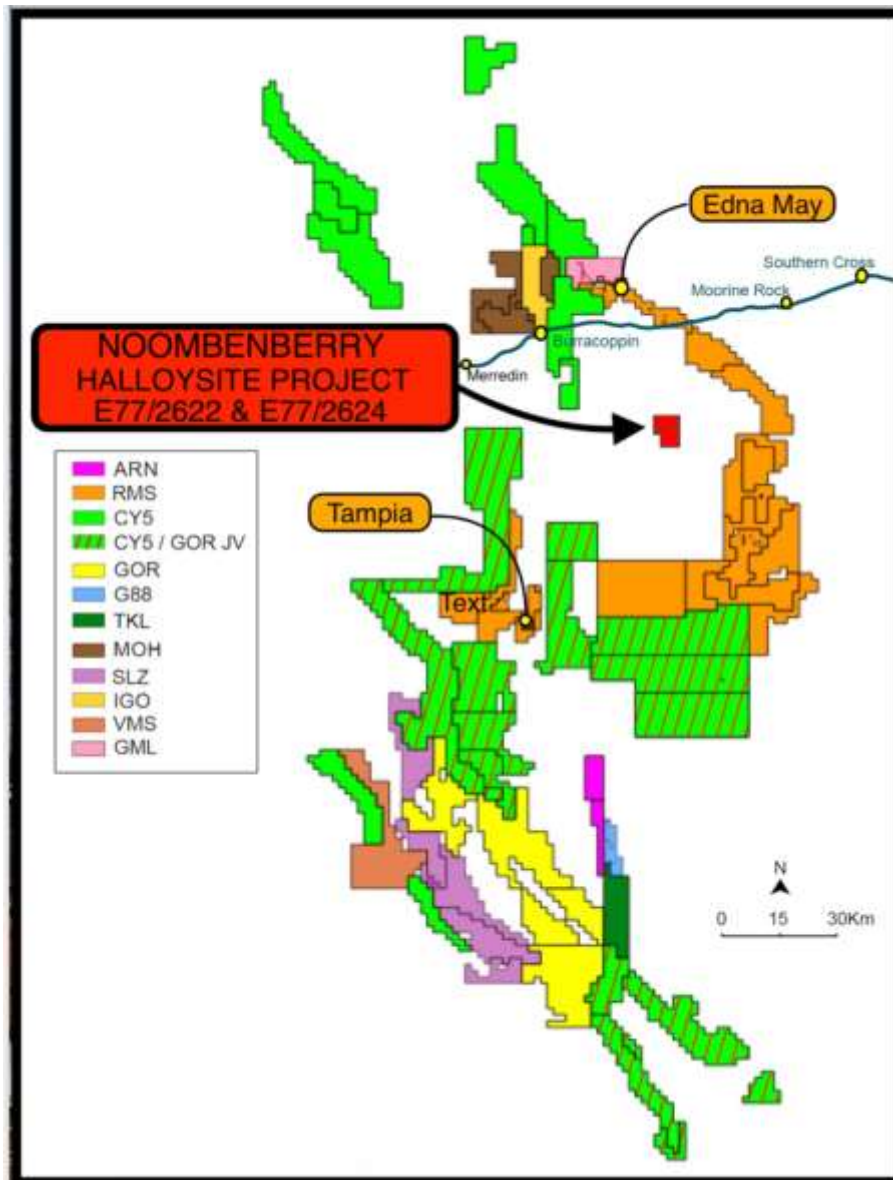 Edna May
Southern Cross
Moorine Rock
Burracoppin
Merredin
NOOMBENBERRY
HALLOYSITE PROJECT
E77/2622 & E77/2624
ARN
RMS
CY5
CY5 / GOR JV
GOR
G88
TKL
MOH
SLZ
IGO
VMS
GML
Tampia
Text
N
0 15 30Km